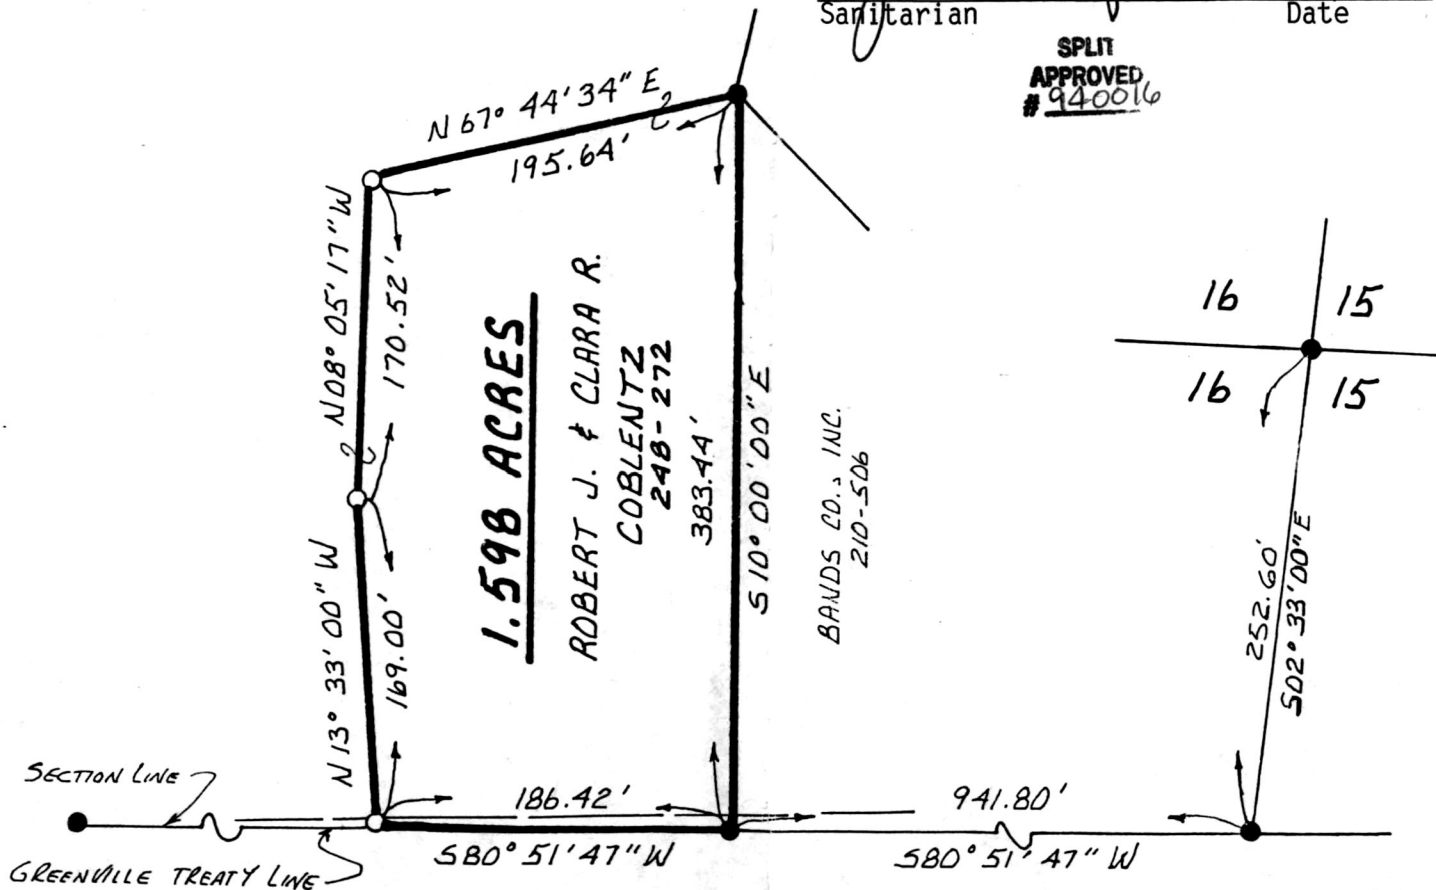 Sanitarian Date
SPLIT
APPROVED
# 940016
N 67° 44' 34" E
195.64'
N08° 05' 17" W
170.52'
N 13° 33' 00" W
169.00'
1.598 ACRES
ROBERT J. & CLARA R.
COBLENTZ
248-272
383.44'
S 10° 00' 00" E
BANDS CO., INC.
210-506
16 15
16 15
252.60'
S02° 33' 00" E
SECTION LINE
186.42'
941.80'
S80° 51' 47" W
S80° 51' 47" W
GREENVILLE TREATY LINE